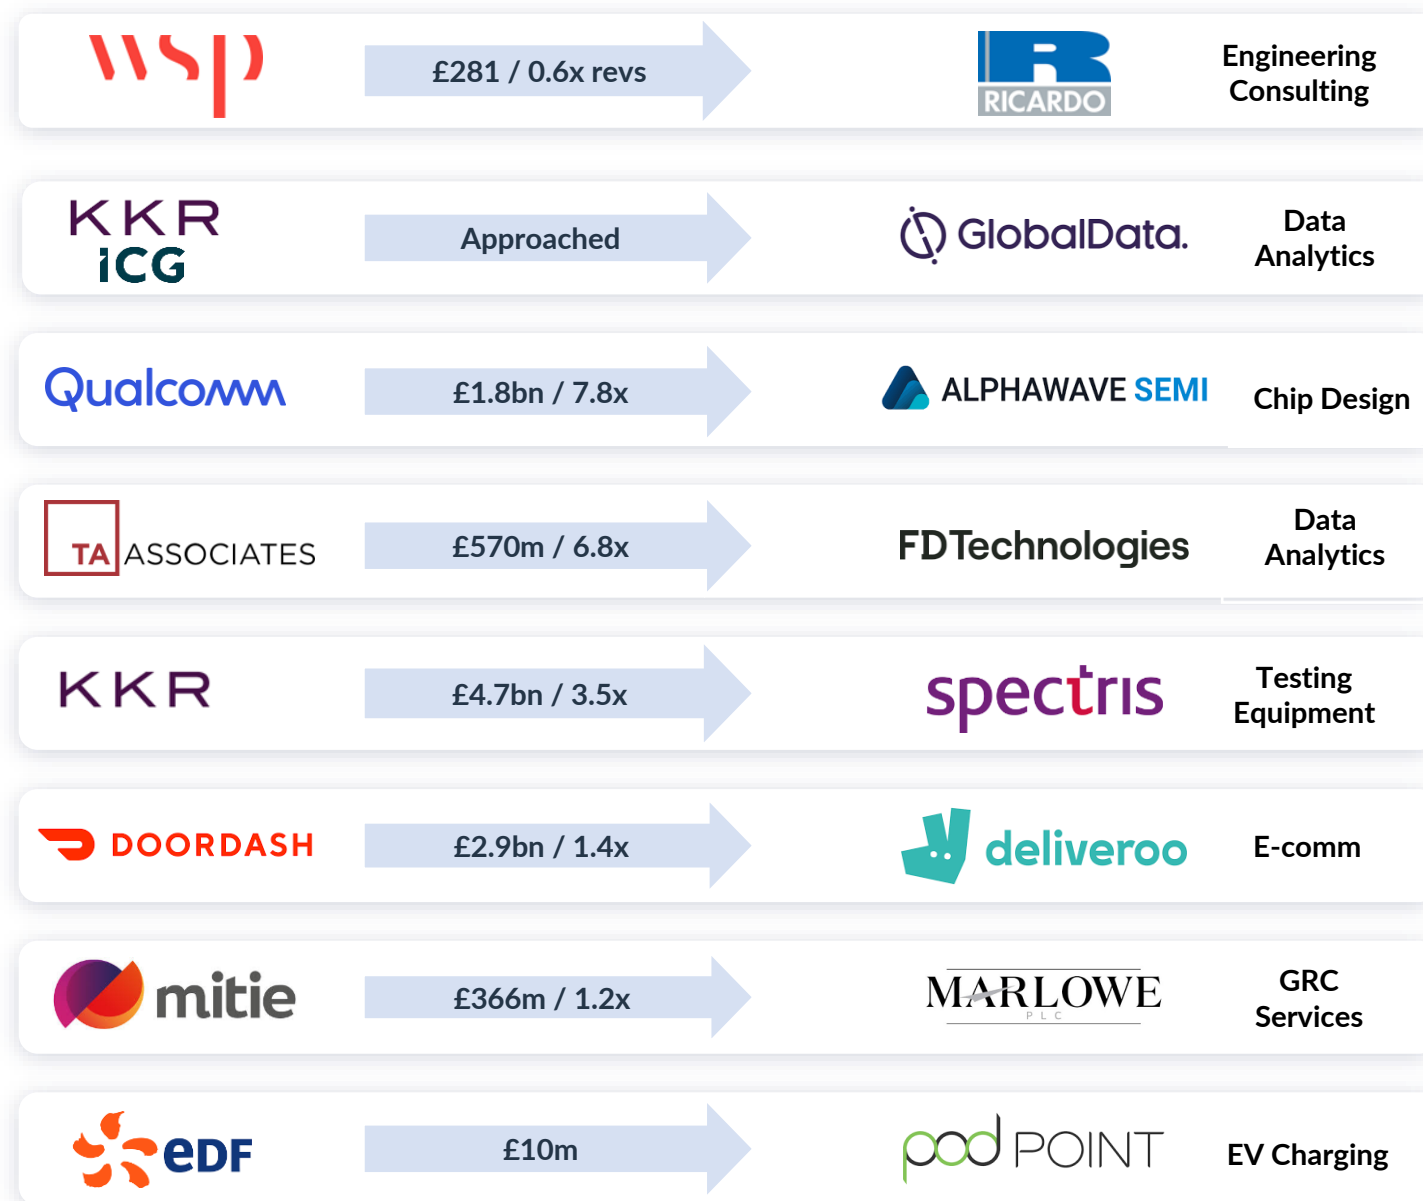 wsp
£281 / 0.6x revs
RICARDO
Engineering
Consulting
KKR
iCG
Approached
GlobalData.
Data
Analytics
Qualcomm
£1.8bn / 7.8x
ALPHAWAVE SEMI
Chip Design
TA ASSOCIATES
£570m / 6.8x
FD Technologies
Data
Analytics
KKR
£4.7bn / 3.5x
spectris
Testing
Equipment
DOORDASH
£2.9bn / 1.4x
deliveroo
E-comm
mitie
£366m / 1.2x
MARLOWE
PLC
GRC
Services
eDF
£10m
pod POINT
EV Charging